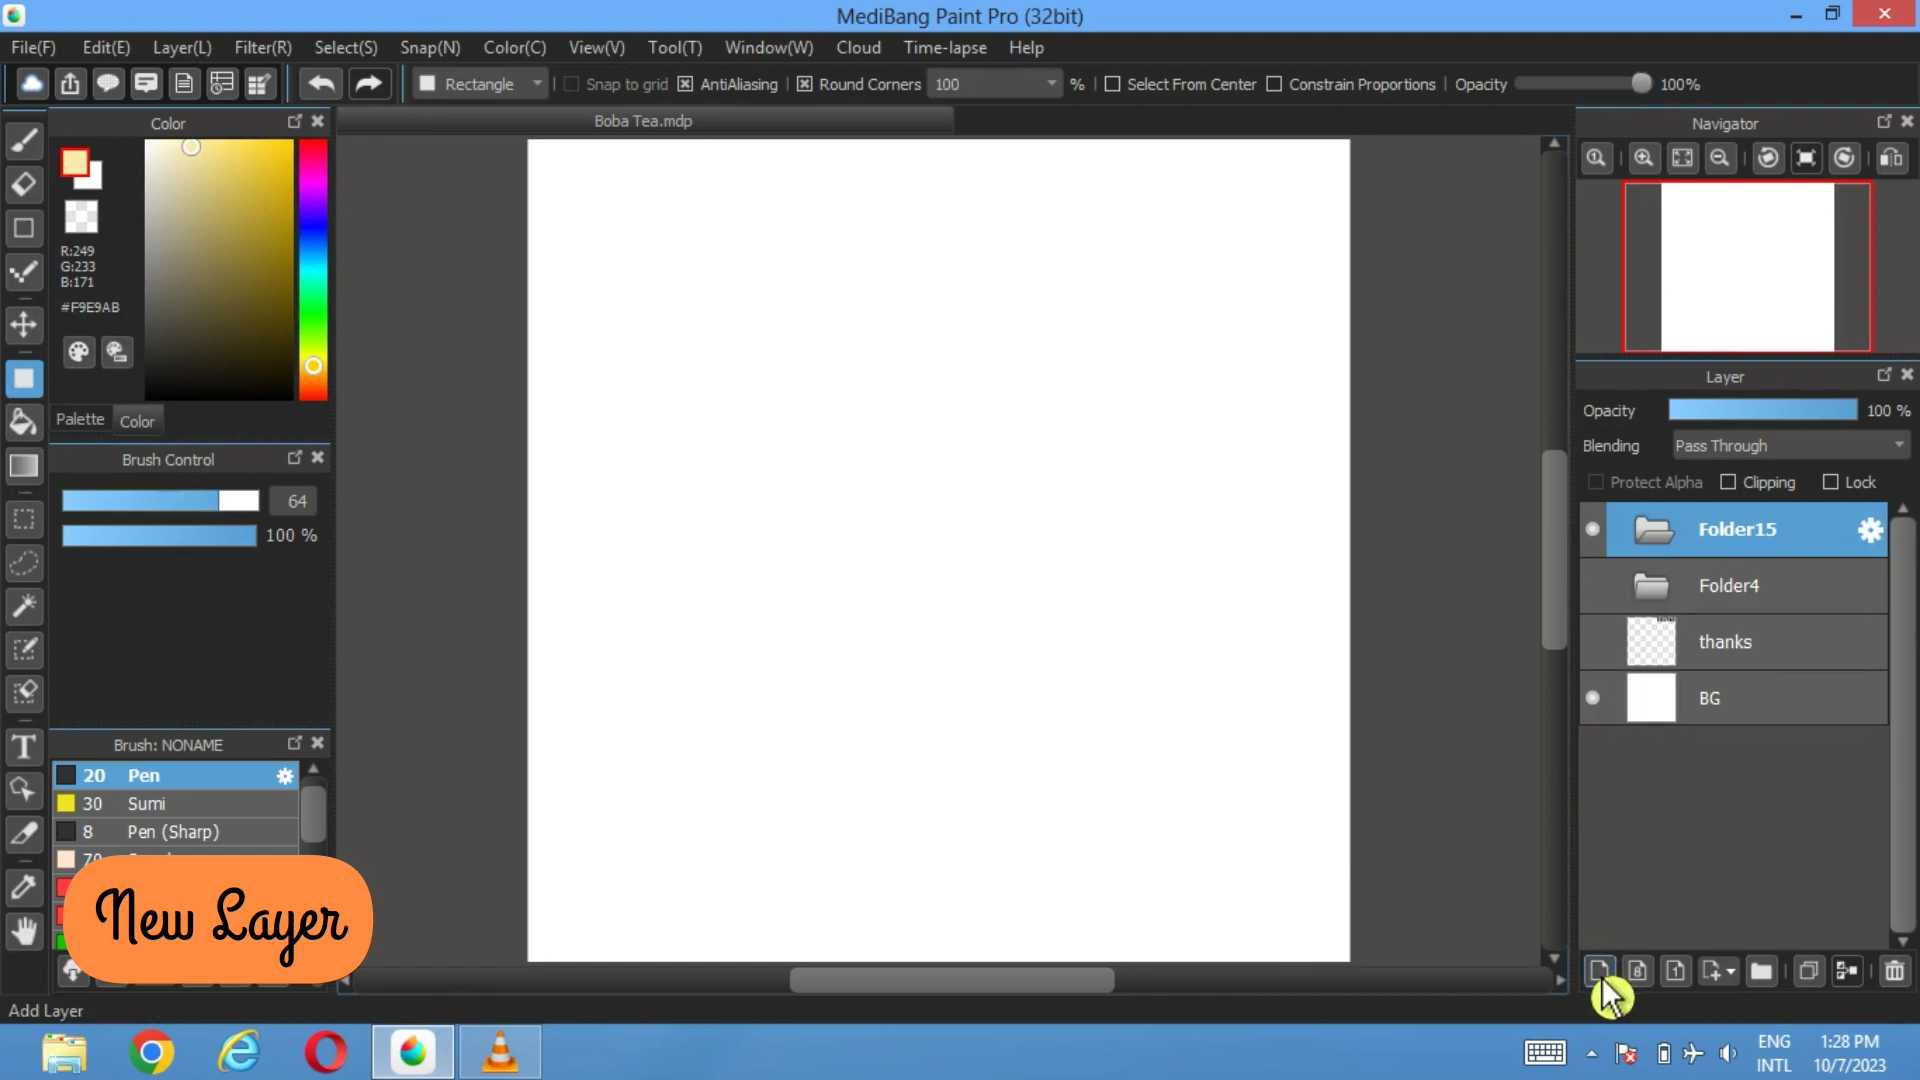 MediBang Paint Pro (32bit)
File(F) Edit(E) Layer(L) Filter(R) Select(S) Snap(N) Color(C) View(V) Tool(T) Window(W) Cloud Time-lapse Help
Rectangle Snap to grid AntiAliasing Round Corners 100 % Select From Center Constrain Proportions Opacity 100%
Color
Boba Tea.mdp
Navigator
R:249
G:233
B:171
#F9E9AB
Palette Color
Layer
Opacity 100 %
Blending Pass Through
Protect Alpha Clipping Lock
Brush Control
64
100 %
Folder15
Folder4
thanks
BG
Brush: NONAME
20 Pen
30 Sumi
8 Pen (Sharp)
New Layer
8 1
Add Layer
ENG 1:28 PM
INTL 10/7/2023